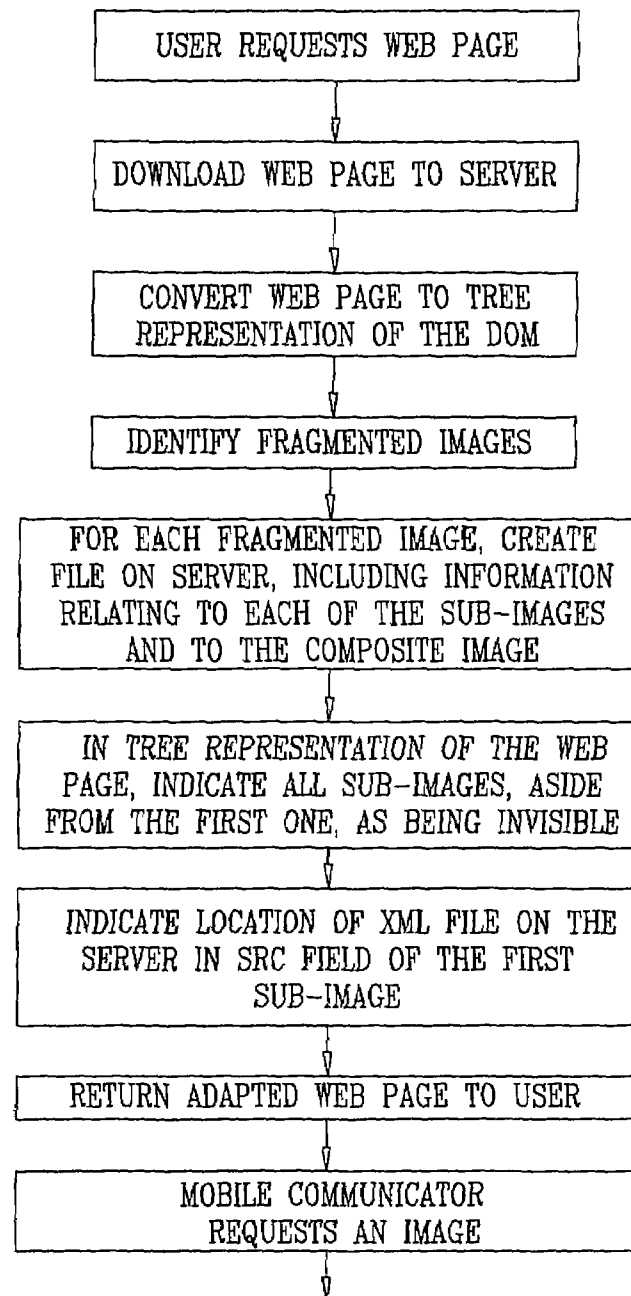 USER REQUESTS WEB PAGE
DOWNLOAD WEB PAGE TO SERVER
CONVERT WEB PAGE TO TREE
REPRESENTATION OF THE DOM
IDENTIFY FRAGMENTED IMAGES
FOR EACH FRAGMENTED IMAGE, CREATE
FILE ON SERVER, INCLUDING INFORMATION
RELATING TO EACH OF THE SUB-IMAGES
AND TO THE COMPOSITE IMAGE
IN TREE REPRESENTATION OF THE WEB
PAGE, INDICATE ALL SUB-IMAGES, ASIDE
FROM THE FIRST ONE, AS BEING INVISIBLE
INDICATE LOCATION OF XML FILE ON THE
SERVER IN SRC FIELD OF THE FIRST
SUB-IMAGE
RETURN ADAPTED WEB PAGE TO USER
MOBILE COMMUNICATOR
REQUESTS AN IMAGE